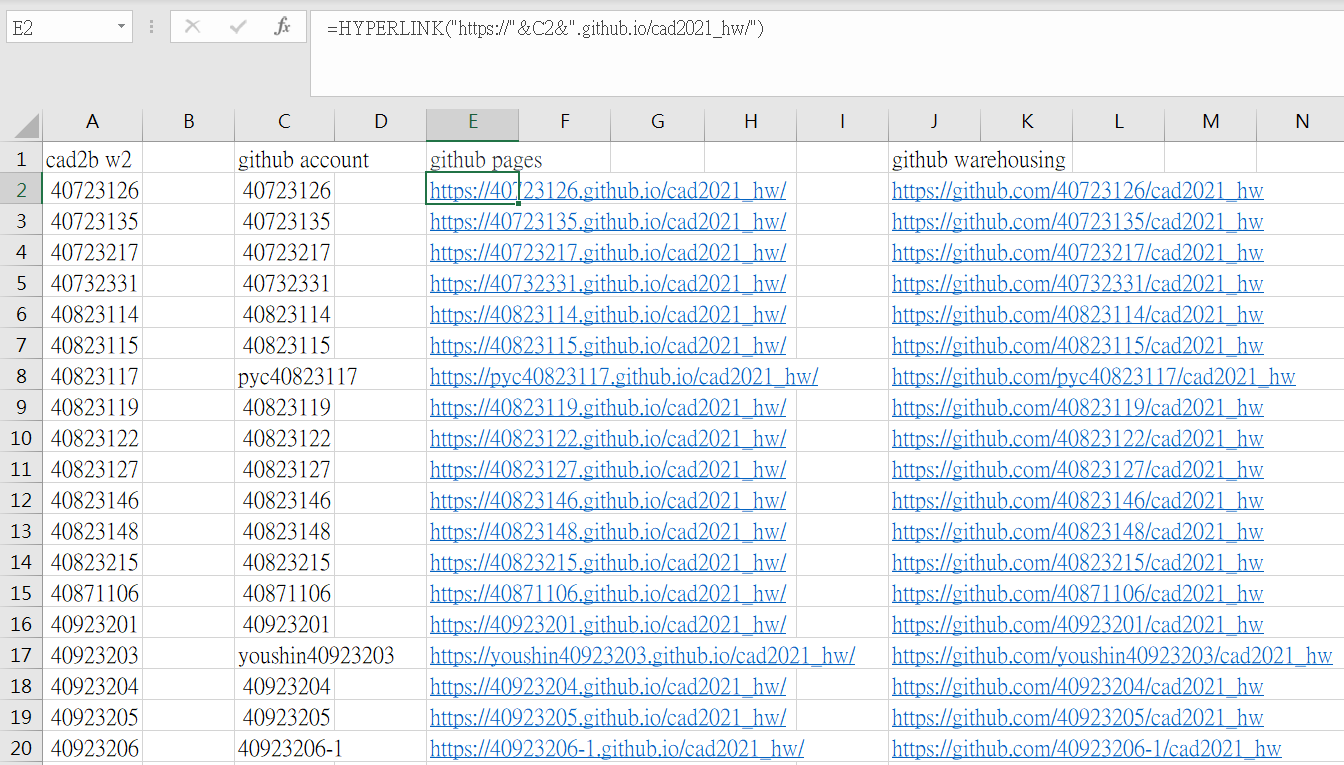 E2 fx =HYPERLINK("https://"&C2&".github.io/cad2021_hw/")
A B C D E F G H I J K L M N
1 cad2b w2 github account github pages github warehousing
2 40723126 40723126 https://40723126.github.io/cad2021_hw/ https://github.com/40723126/cad2021_hw
3 40723135 40723135 https://40723135.github.io/cad2021_hw/ https://github.com/40723135/cad2021_hw
4 40723217 40723217 https://40723217.github.io/cad2021_hw/ https://github.com/40723217/cad2021_hw
5 40732331 40732331 https://40732331.github.io/cad2021_hw/ https://github.com/40732331/cad2021_hw
6 40823114 40823114 https://40823114.github.io/cad2021_hw/ https://github.com/40823114/cad2021_hw
7 40823115 40823115 https://40823115.github.io/cad2021_hw/ https://github.com/40823115/cad2021_hw
8 40823117 pyc40823117 https://pyc40823117.github.io/cad2021_hw/ https://github.com/pyc40823117/cad2021_hw
9 40823119 40823119 https://40823119.github.io/cad2021_hw/ https://github.com/40823119/cad2021_hw
10 40823122 40823122 https://40823122.github.io/cad2021_hw/ https://github.com/40823122/cad2021_hw
11 40823127 40823127 https://40823127.github.io/cad2021_hw/ https://github.com/40823127/cad2021_hw
12 40823146 40823146 https://40823146.github.io/cad2021_hw/ https://github.com/40823146/cad2021_hw
13 40823148 40823148 https://40823148.github.io/cad2021_hw/ https://github.com/40823148/cad2021_hw
14 40823215 40823215 https://40823215.github.io/cad2021_hw/ https://github.com/40823215/cad2021_hw
15 40871106 40871106 https://40871106.github.io/cad2021_hw/ https://github.com/40871106/cad2021_hw
16 40923201 40923201 https://40923201.github.io/cad2021_hw/ https://github.com/40923201/cad2021_hw
17 40923203 youshin40923203 https://youshin40923203.github.io/cad2021_hw/ https://github.com/youshin40923203/cad2021_hw
18 40923204 40923204 https://40923204.github.io/cad2021_hw/ https://github.com/40923204/cad2021_hw
19 40923205 40923205 https://40923205.github.io/cad2021_hw/ https://github.com/40923205/cad2021_hw
20 40923206 40923206-1 https://40923206-1.github.io/cad2021_hw/ https://github.com/40923206-1/cad2021_hw